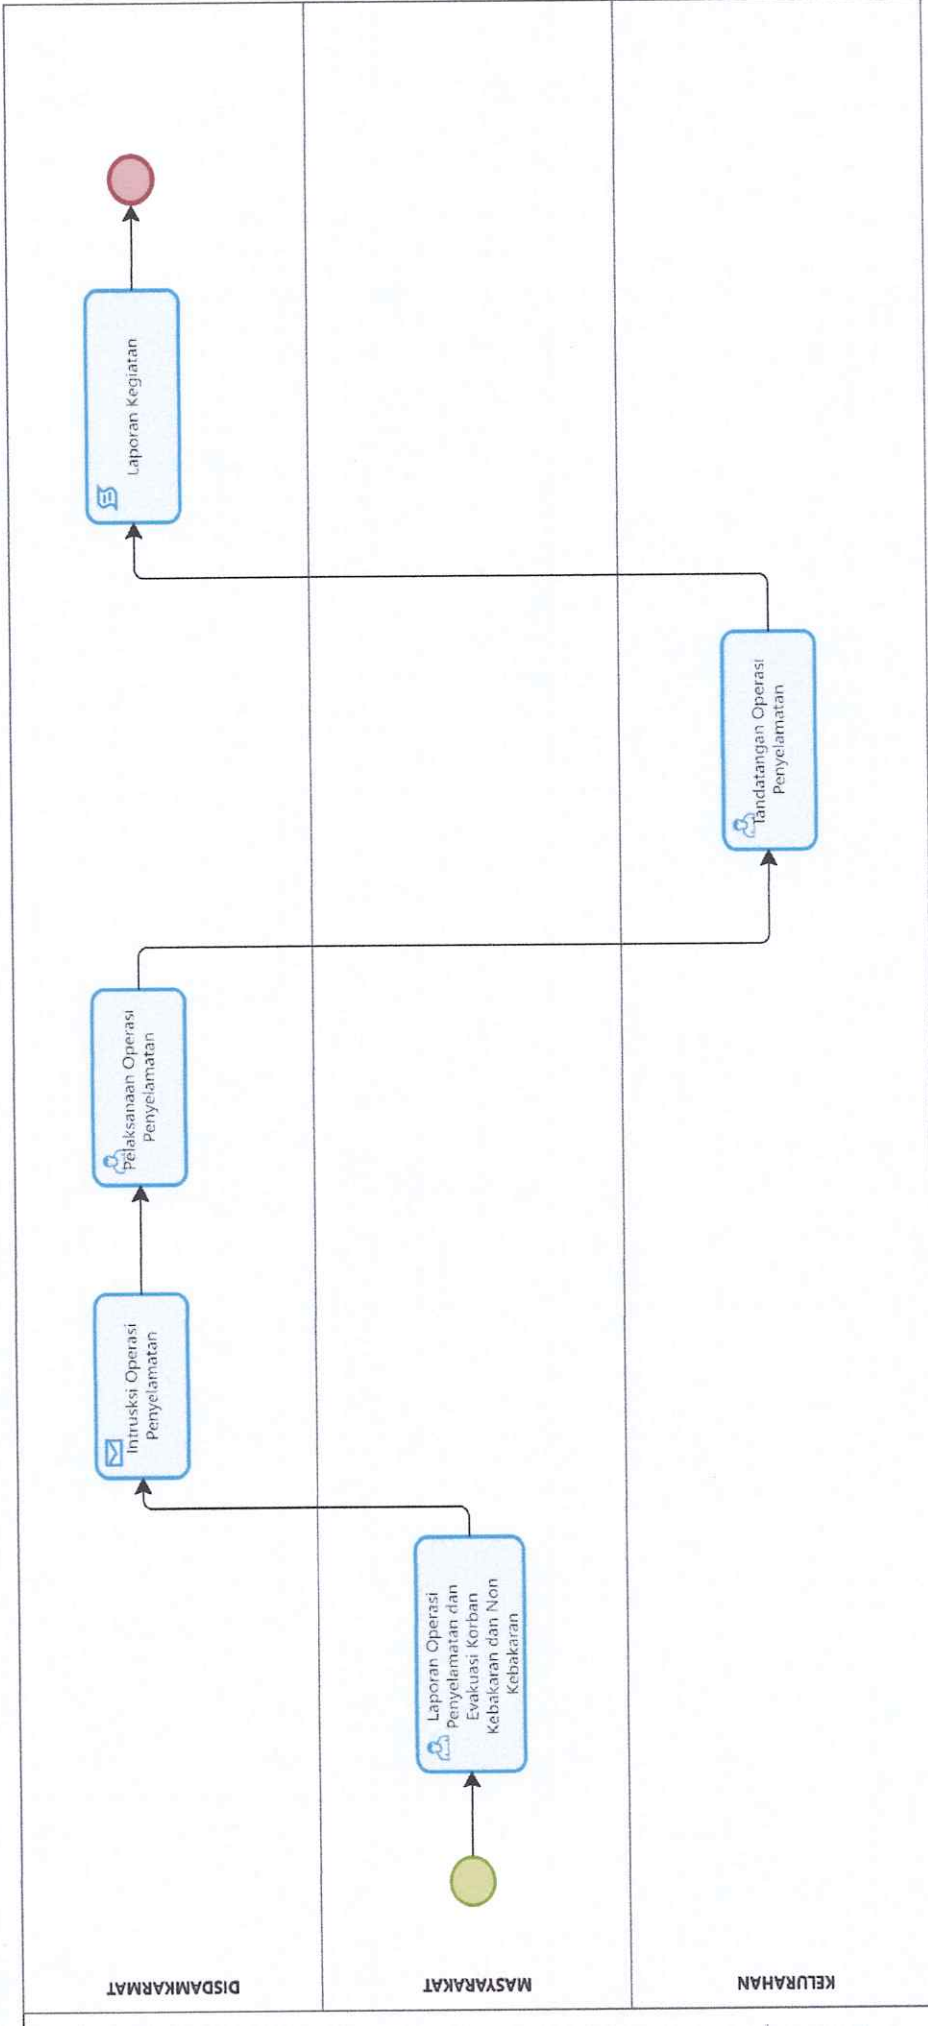 DISDAMKARMAT
MASYARAKAT
KELURAHAN
Laporan Operasi
Penyelamatan dan
Evakuasi Korban
Kebakaran dan Non
Kebakaran
Intrusksi Operasi
Penyelamatan
Pelaksanaan Operasi
Penyelamatan
Tandatangan Operasi
Penyelamatan
Laporan Kegiatan